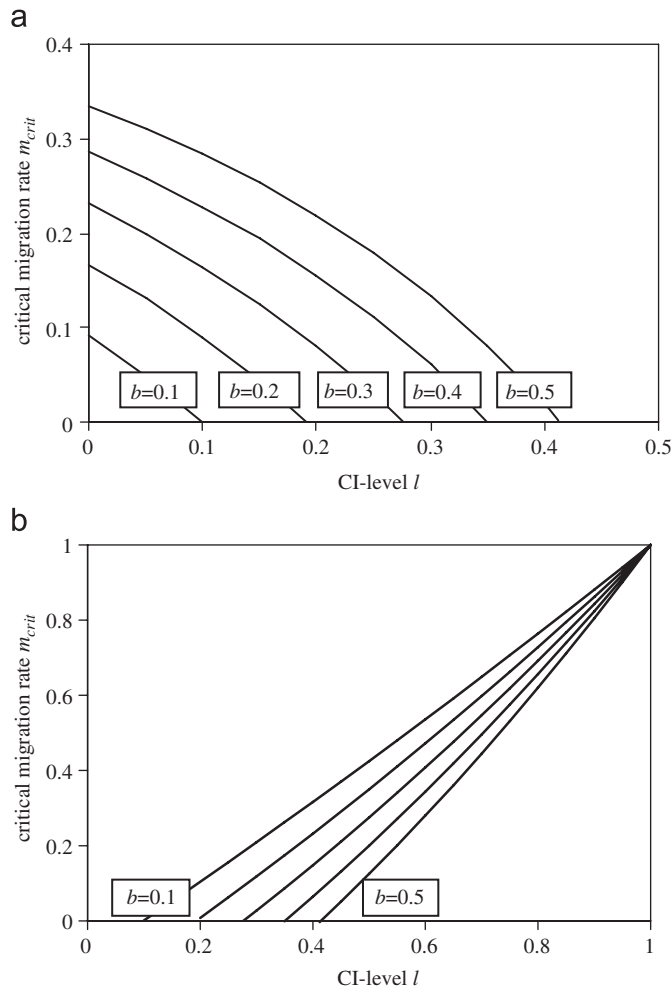 a
0.4
0.3
0.2
0.1
0
critical migration rate m_crit
b=0.1
b=0.2
b=0.3
b=0.4
b=0.5
0 0.1 0.2 0.3 0.4 0.5
CI-level l
b
1
0.8
0.6
0.4
0.2
0
critical migration rate m_crit
b=0.1
b=0.5
0 0.2 0.4 0.6 0.8 1
CI-level l